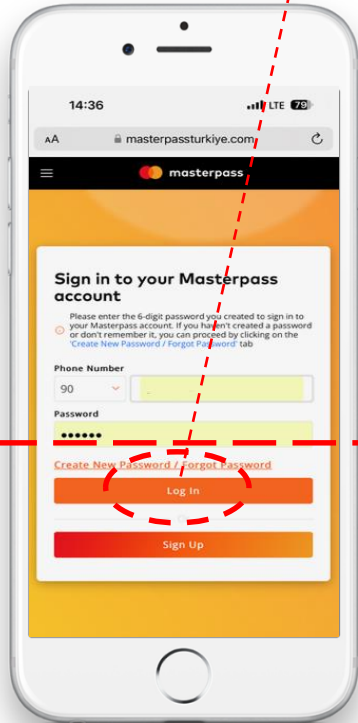 14:36
LTE 79
AA
masterpassturkiye.com
masterpass
Sign in to your Masterpass
account
Please enter the 6-digit password you created to sign in to
your Masterpass account. If you haven't created a password
or don't remember it, you can proceed by clicking on the
'Create New Password / Forgot Password' tab
Phone Number
90
Password
Create New Password / Forgot Password
Log In
Sign Up